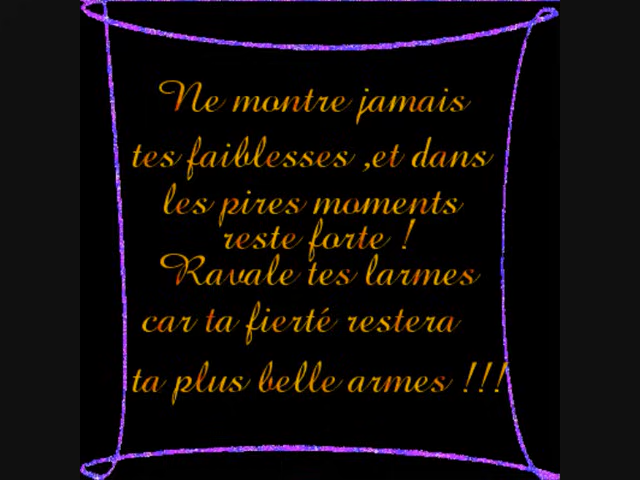 Ne montre jamais
tes faiblesses ,et dans
les pires moments
reste forte !
Ravale tes larmes
car ta fierté restera
ta plus belle armes !!!